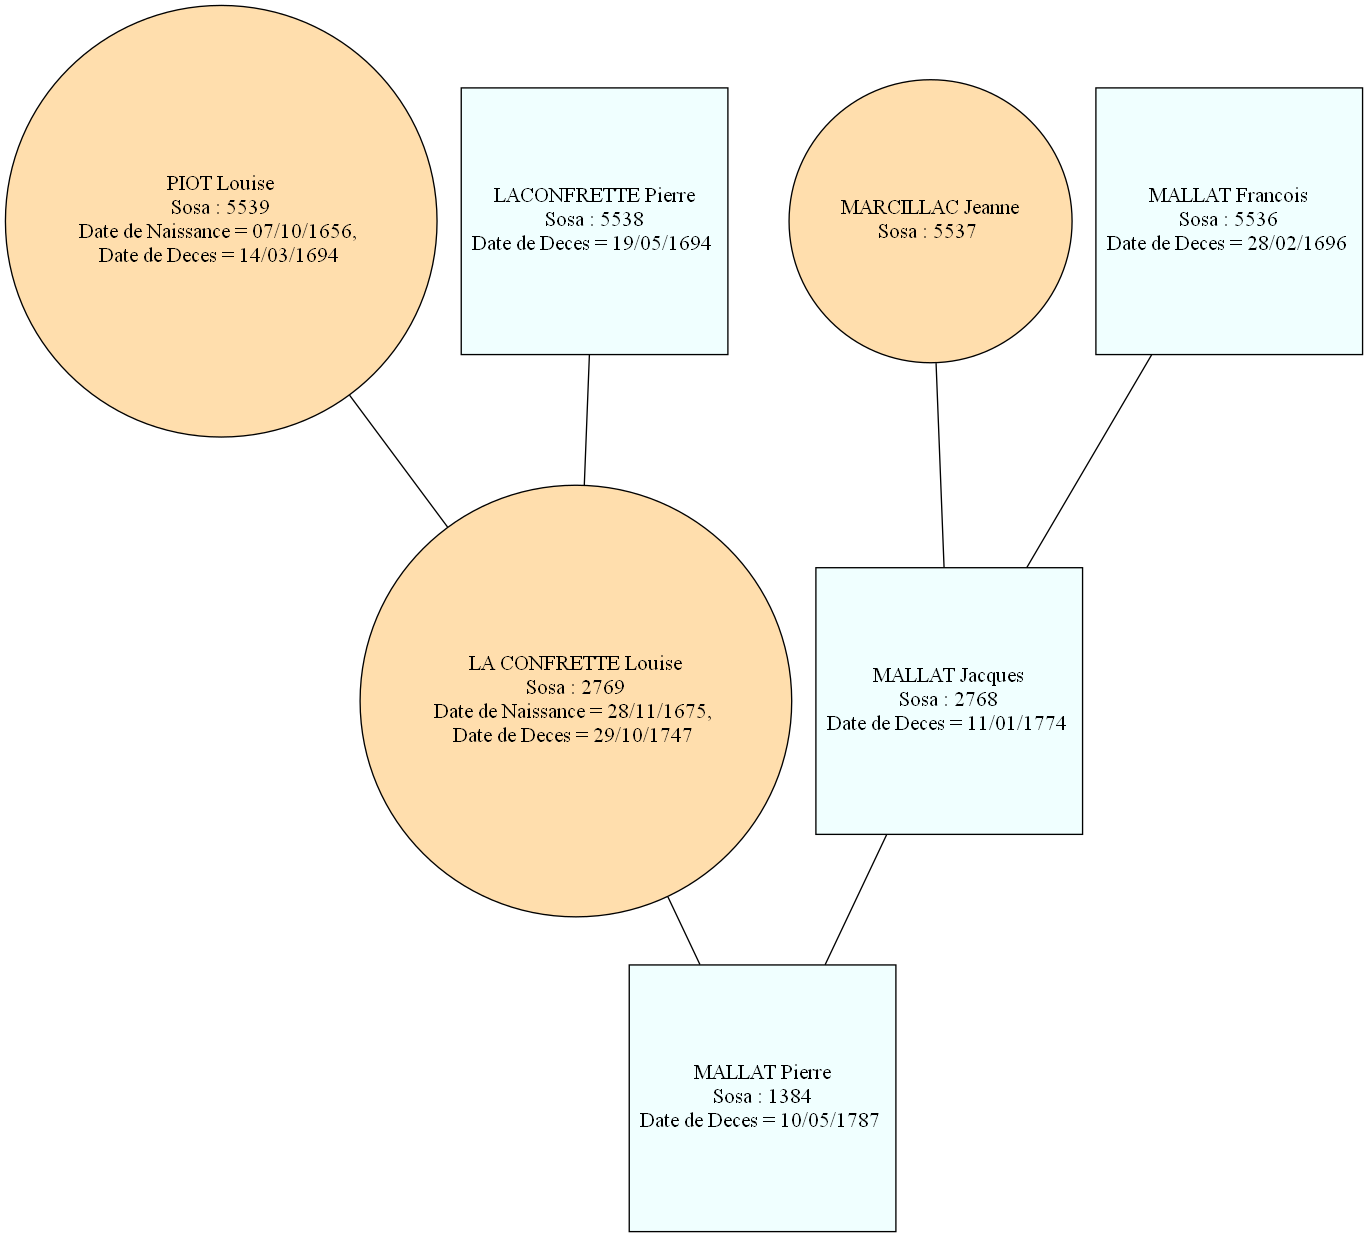 PIOT Louise
Sosa : 5539
Date de Naissance = 07/10/1656,
Date de Deces = 14/03/1694
LACONFRETTE Pierre
Sosa : 5538
Date de Deces = 19/05/1694
MARCILLAC Jeanne
Sosa : 5537
MALLAT Francois
Sosa : 5536
Date de Deces = 28/02/1696
LA CONFRETTE Louise
Sosa : 2769
Date de Naissance = 28/11/1675,
Date de Deces = 29/10/1747
MALLAT Jacques
Sosa : 2768
Date de Deces = 11/01/1774
MALLAT Pierre
Sosa : 1384
Date de Deces = 10/05/1787